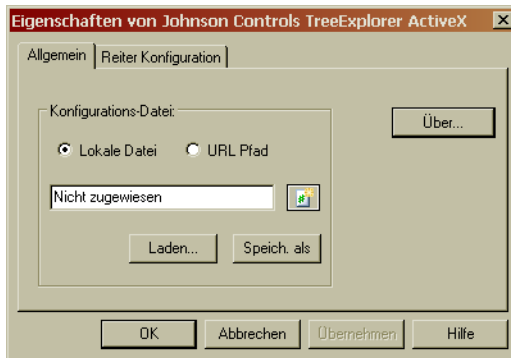 Eigenschaften von Johnson Controls TreeExplorer ActiveX
Allgemein Reiter Konfiguration
Konfigurations-Datei:
Über...
Lokale Datei URL Pfad
Nicht zugewiesen
Laden... Speich. als
OK Abbrechen Übernehmen Hilfe